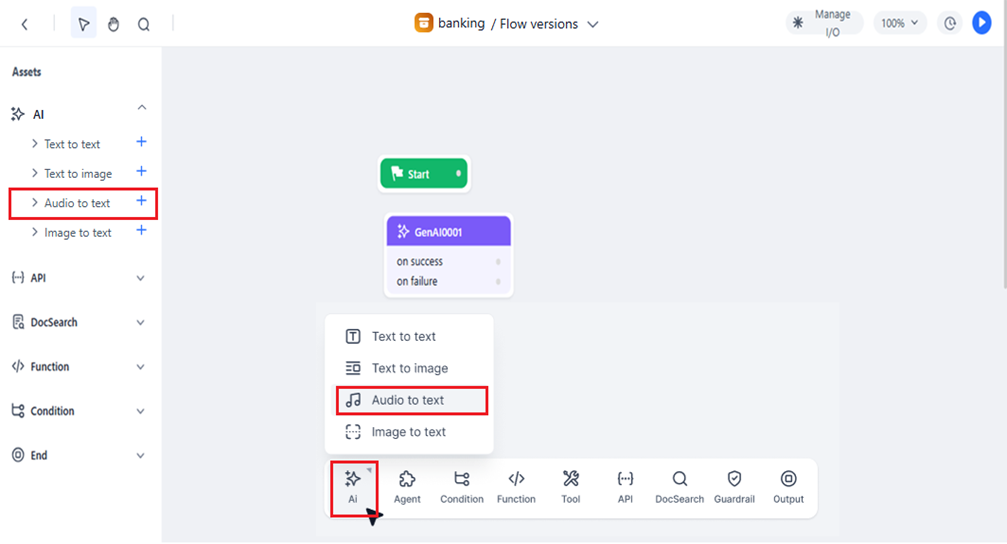 banking / Flow versions
Manage
I/O
100%
Assets
AI
Text to text
Text to image
Audio to text
Image to text
API
DocSearch
Function
Condition
End
Start
GenAI0001
on success
on failure
T Text to text
Text to image
Audio to text
Image to text
Ai
Agent
Condition
Function
Tool
API
DocSearch
Guardrail
Output